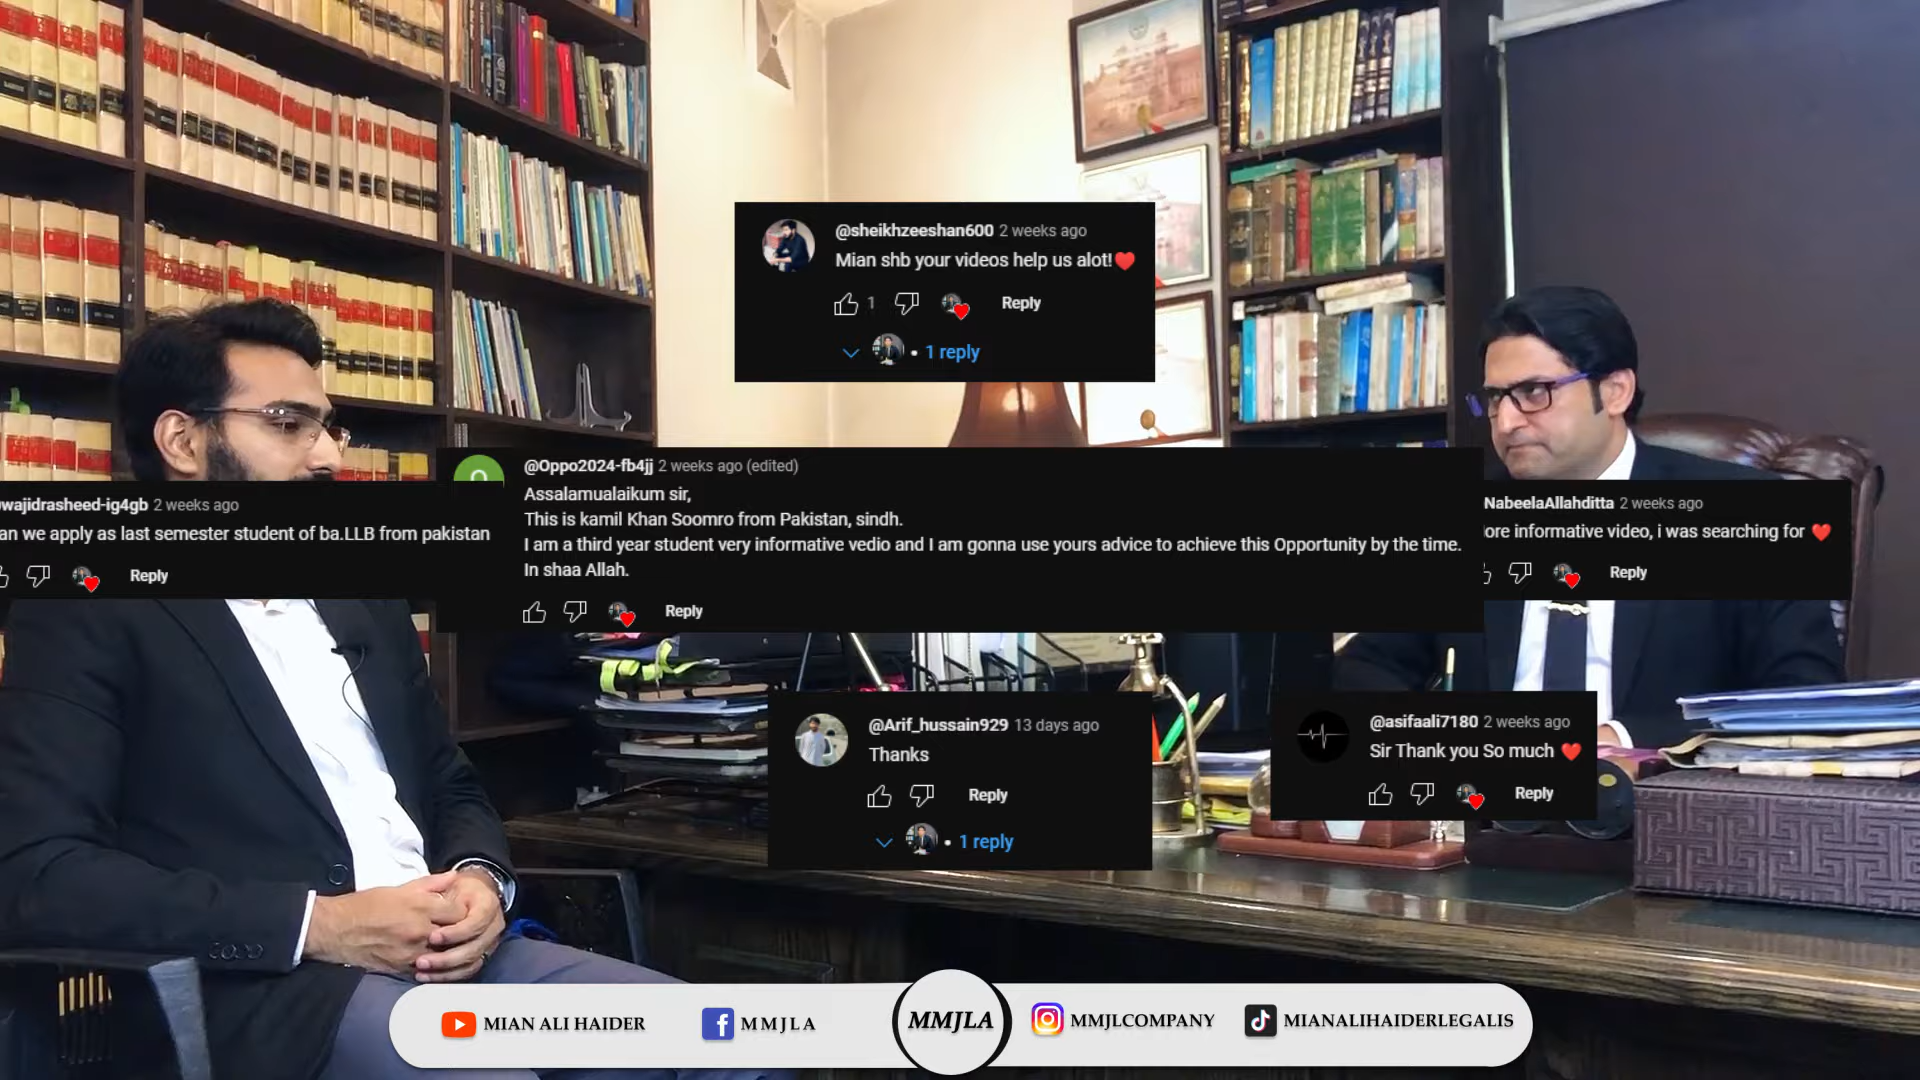 @sheikhzeeshan600 2 weeks ago
Mian shb your videos help us alot!❤️
1
Reply
1 reply
@Oppo2024-fb4jj 2 weeks ago (edited)
Assalamualaikum sir,
This is kamil Khan Soomro from Pakistan, sindh.
I am a third year student very informative vedio and I am gonna use yours advice to achieve this Opportunity by the time.
In shaa Allah.
Reply
wajidrasheed-ig4gb 2 weeks ago
an we apply as last semester student of ba.LLB from pakistan
Reply
NabeelaAllahditta 2 weeks ago
ore informative video, i was searching for ❤️
Reply
@Arif_hussain929 13 days ago
Thanks
Reply
1 reply
@asifaali7180 2 weeks ago
Sir Thank you So much ❤️
Reply
MIAN ALI HAIDER
MMJLA
MMJLA
MMJLCOMPANY
MIANALIHAIDERLEGALIS